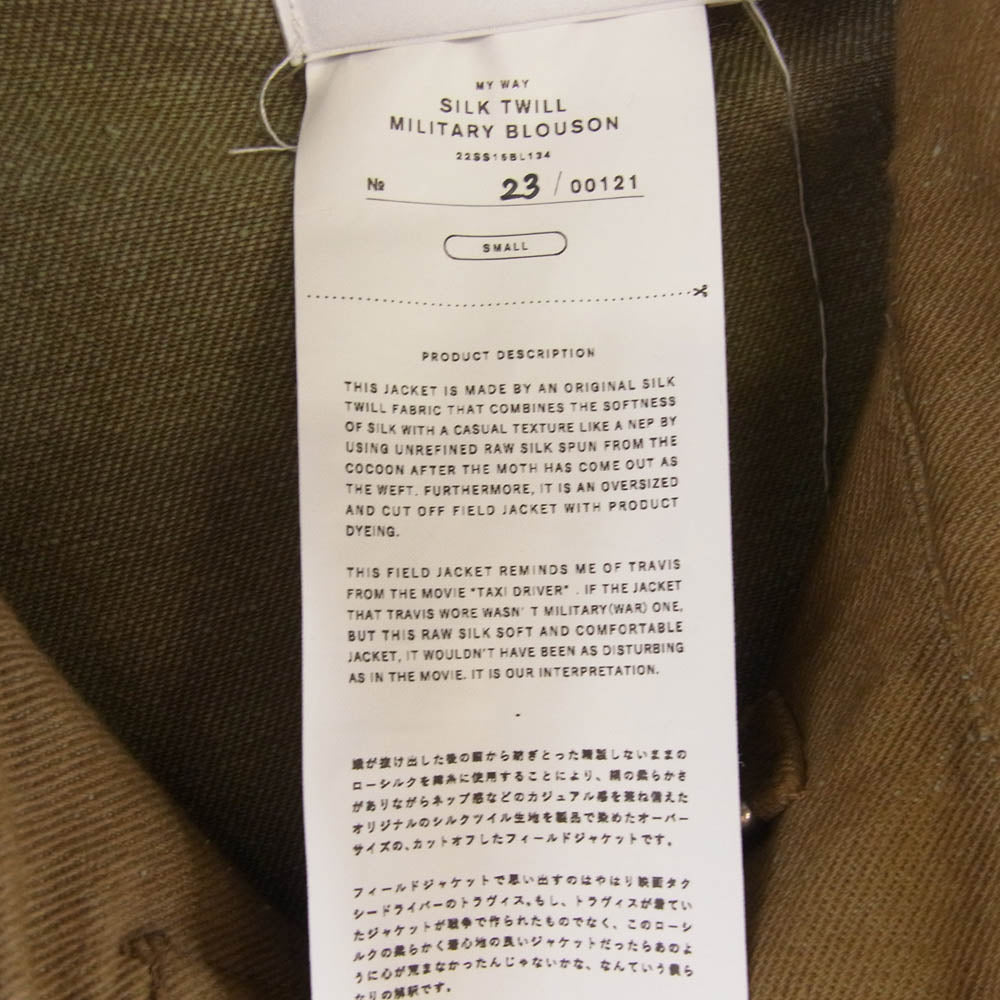 MY WAY
SILK TWILL
MILITARY BLOUSON
22SS16BL134
№ 23 / 00121
SMALL
PRODUCT DESCRIPTION
THIS JACKET IS MADE BY AN ORIGINAL SILK
TWILL FABRIC THAT COMBINES THE SOFTNESS
OF SILK WITH A CASUAL TEXTURE LIKE A NEP BY
USING UNREFINED RAW SILK SPUN FROM THE
COCOON AFTER THE MOTH HAS COME OUT AS
THE WEFT. FURTHERMORE, IT IS AN OVERSIZED
AND CUT OFF FIELD JACKET WITH PRODUCT
DYEING.
THIS FIELD JACKET REMINDS ME OF TRAVIS
FROM THE MOVIE "TAXI DRIVER" . IF THE JACKET
THAT TRAVIS WORE WASN' T MILITARY(WAR) ONE,
BUT THIS RAW SILK SOFT AND COMFORTABLE
JACKET, IT WOULDN'T HAVE BEEN AS DISTURBING
AS IN THE MOVIE. IT IS OUR INTERPRETATION.
蛾が抜け出した後の繭から紡ぎとった精製しないままの
ローシルクを緯糸に使用することにより、絹の柔らかさ
がありながらネップ感などのカジュアル感を兼ね備えた
オリジナルのシルクツイル生地を製品で染めたオーバー
サイズの、カットオフしたフィールドジャケットです。
フィールドジャケットで思い出すのはやはり映画タク
シードライバーのトラヴィス。もし、トラヴィスが着てい
たジャケットが戦争で作られたものでなく、このローシ
ルクの柔らかく着心地の良いジャケットだったらあのよ
うに心が荒まなかったんじゃないかな、なんていう僕ら
なりの解釈です。